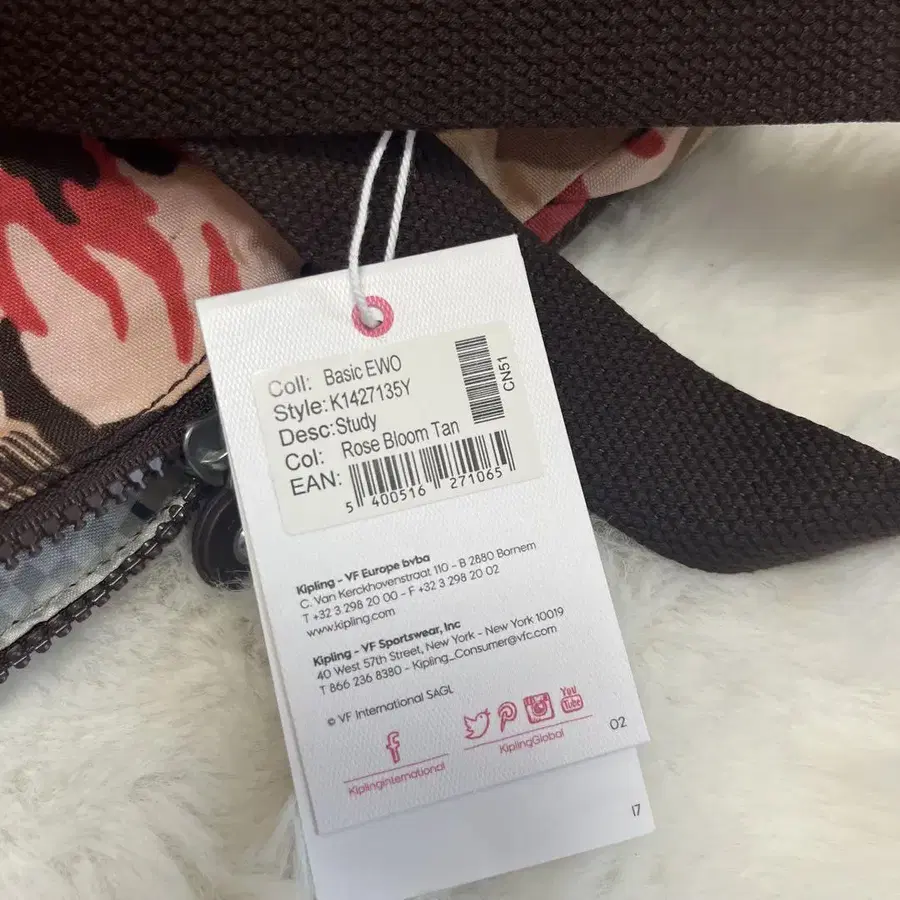 Coll: Basic EWO
Style:K1427135Y
Desc:Study
Col: Rose Bloom Tan
EAN:
5 400516 271065
CN51
Kipling - VF Europe bvba
C. Van Kerckhovenstraat 110 - B 2880 Bornem
T +32 3 298 20 00 - F +32 3 298 20 02
www.kipling.com
Kipling - VF Sportswear, Inc
40 West 57th Street, New York - New York 10019
T 866 236 8380 - Kipling_Consumer@vfc.com
© VF International SAGL
You
Tube
Kiplinginternational
KiplingGlobal
02
17